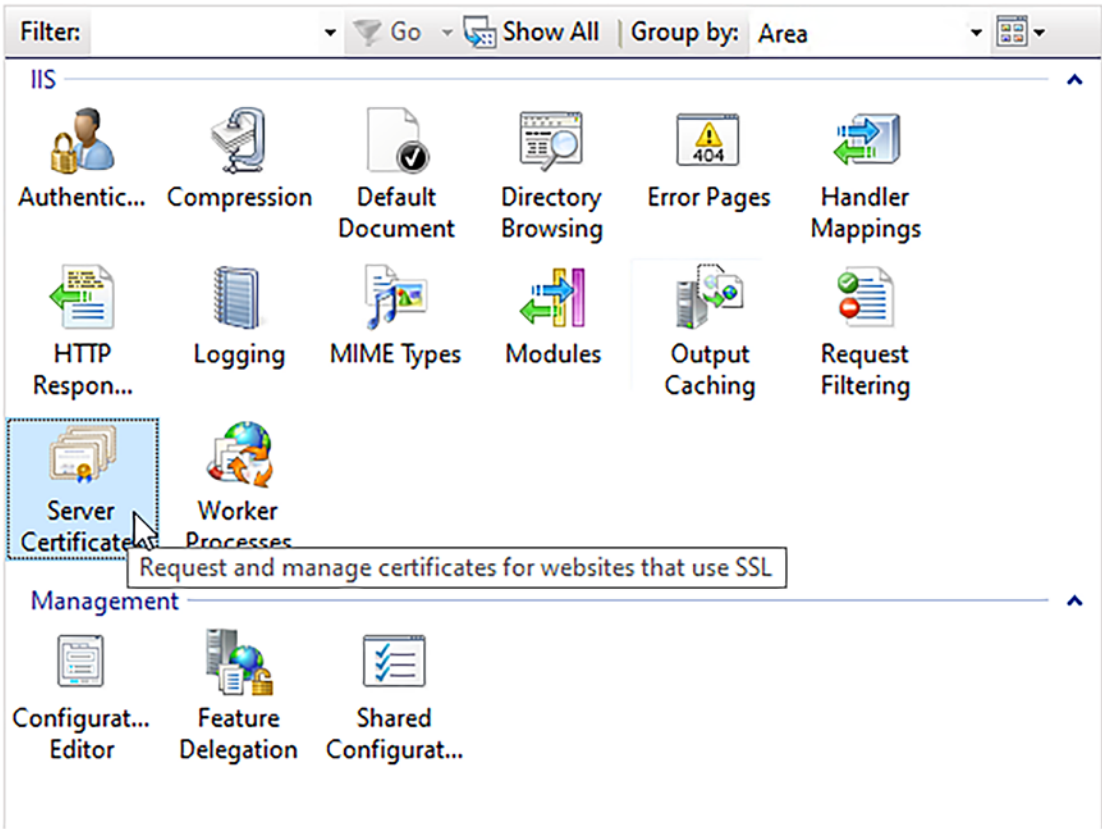 Filter: Go Show All Group by: Area
IIS
Authentic... Compression Default Document Directory Browsing Error Pages Handler Mappings
HTTP Respon... Logging MIME Types Modules Output Caching Request Filtering
404
Server Certificate Worker Processes
Request and manage certificates for websites that use SSL
Management
Configurat... Editor Feature Delegation Shared Configurat...